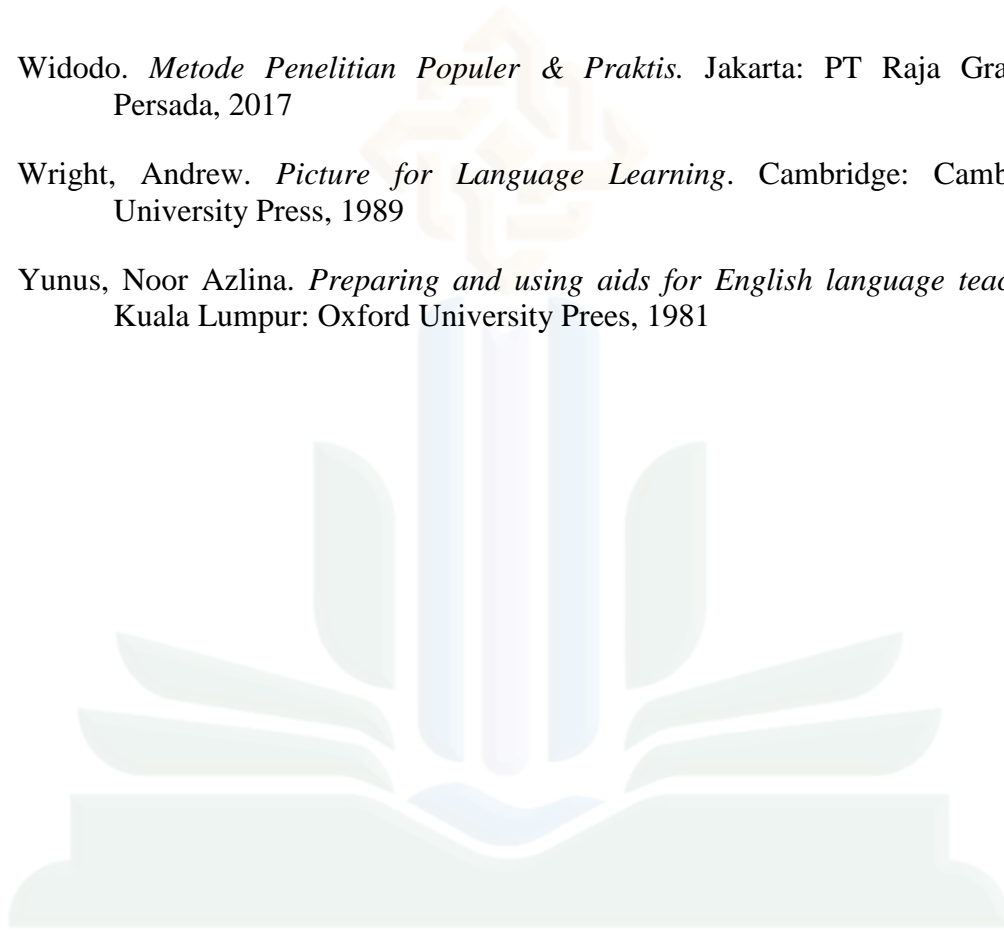 Widodo. Metode Penelitian Populer & Praktis. Jakarta: PT Raja
Persada, 2017
Wright, Andrew. Picture for Language Learning. Cambridge:
University Press, 1989
Yunus, Noor Azlina. Preparing and using aids for English language
Kuala Lumpur: Oxford University Prees, 1981